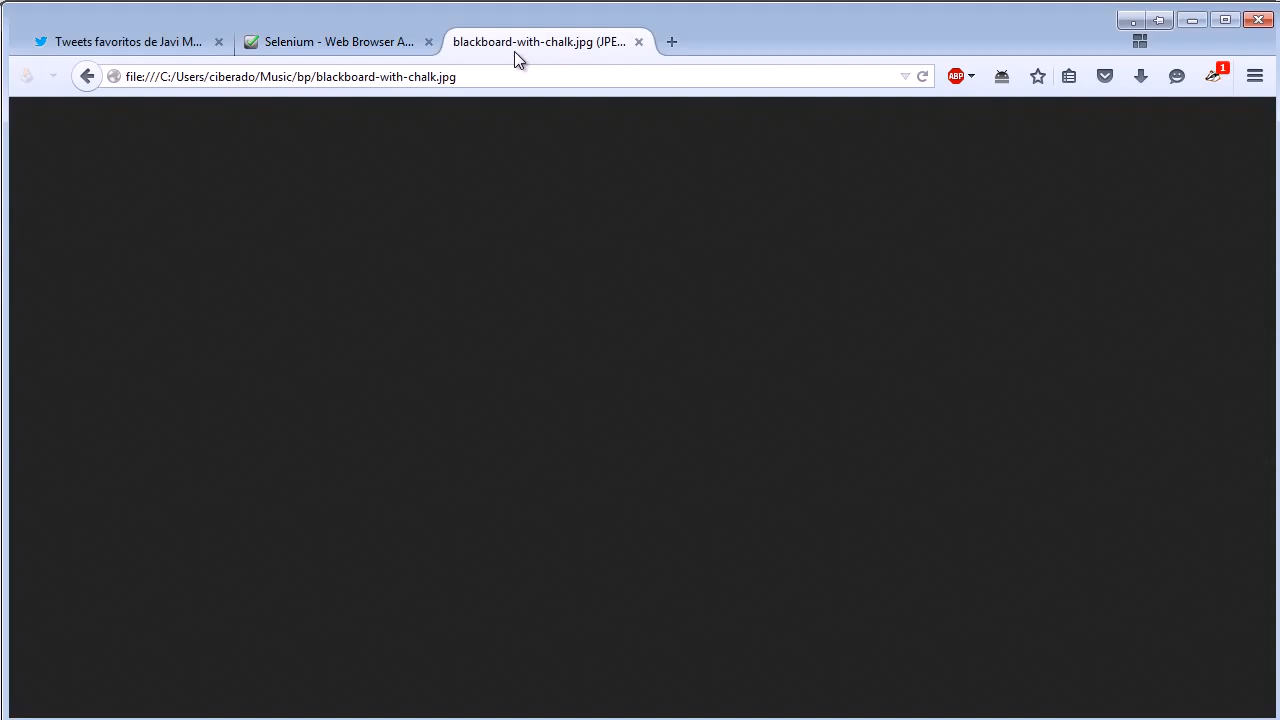 Tweets favoritos de Javi M...
Selenium - Web Browser A...
blackboard-with-chalk.jpg (JPE...
file:///C:/Users/ciberado/Music/bp/blackboard-with-chalk.jpg
ABP
1